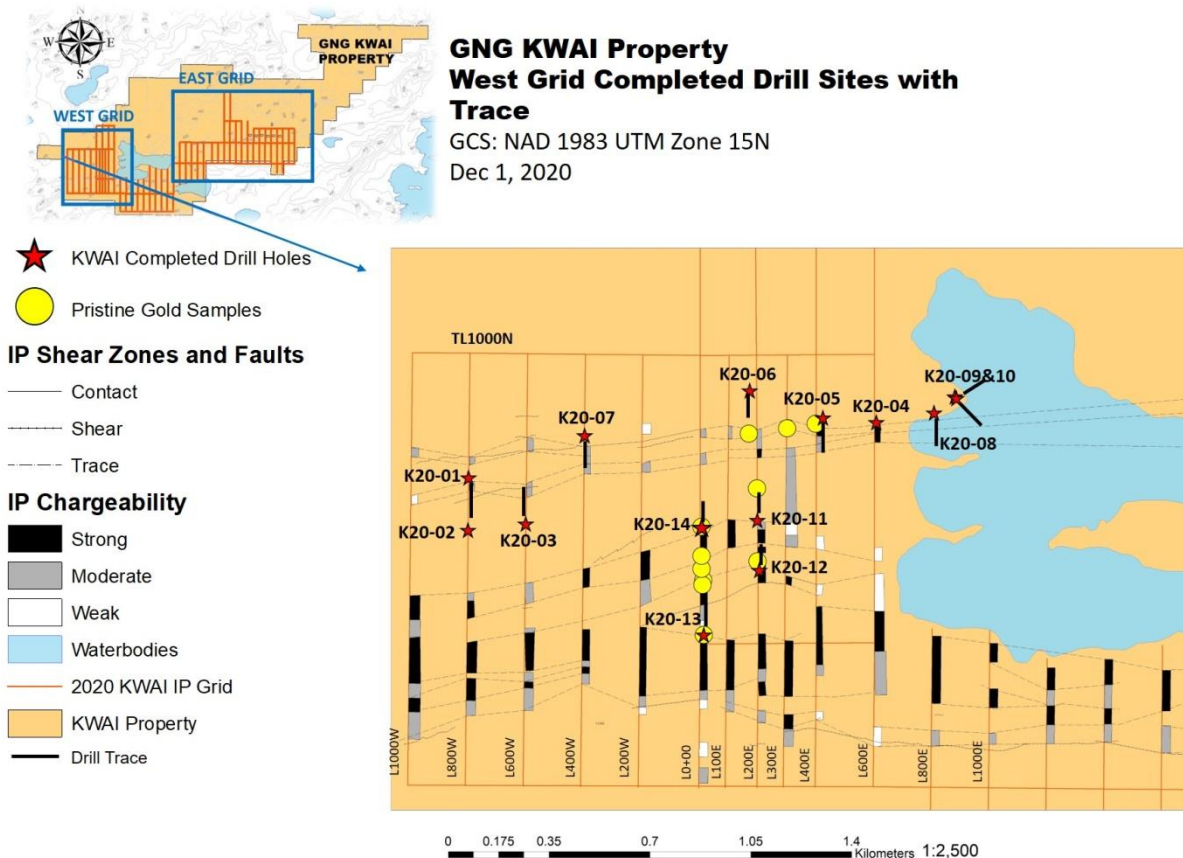 N
W
E
S
GNG KWAI
PROPERTY
EAST GRID
WEST GRID
GNG KWAI Property
West Grid Completed Drill Sites with
Trace
GCS: NAD 1983 UTM Zone 15N
Dec 1, 2020
KWAI Completed Drill Holes
Pristine Gold Samples
IP Shear Zones and Faults
Contact
Shear
Trace
IP Chargeability
Strong
Moderate
Weak
Waterbodies
2020 KWAI IP Grid
KWAI Property
Drill Trace
TL1000N
K20-06
K20-09&10
K20-05
K20-04
K20-07
K20-08
K20-01
K20-02
K20-03
K20-14
K20-11
K20-12
K20-13
L1000W
L800W
L600W
L400W
L200W
L0+00
L100E
L200E
L300E
L400E
L600E
L800E
L1000E
0 0.175 0.35 0.7 1.05 1.4
Kilometers 1:2,500